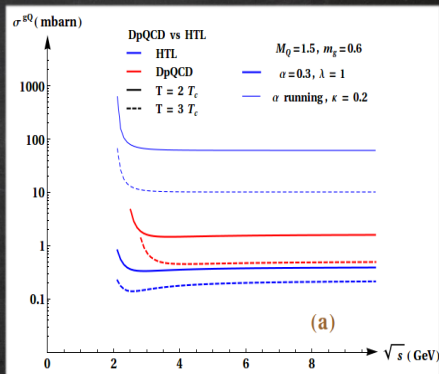 σ^gQ (mbarn)
DpQCD vs HTL
HTL
DpQCD
T = 2 T_c
T = 3 T_c
M_Q = 1.5, m_g = 0.6
α = 0.3, λ = 1
α running, κ = 0.2
1000
100
10
1
0.1
(a)
0 2 4 6 8
√s (GeV)